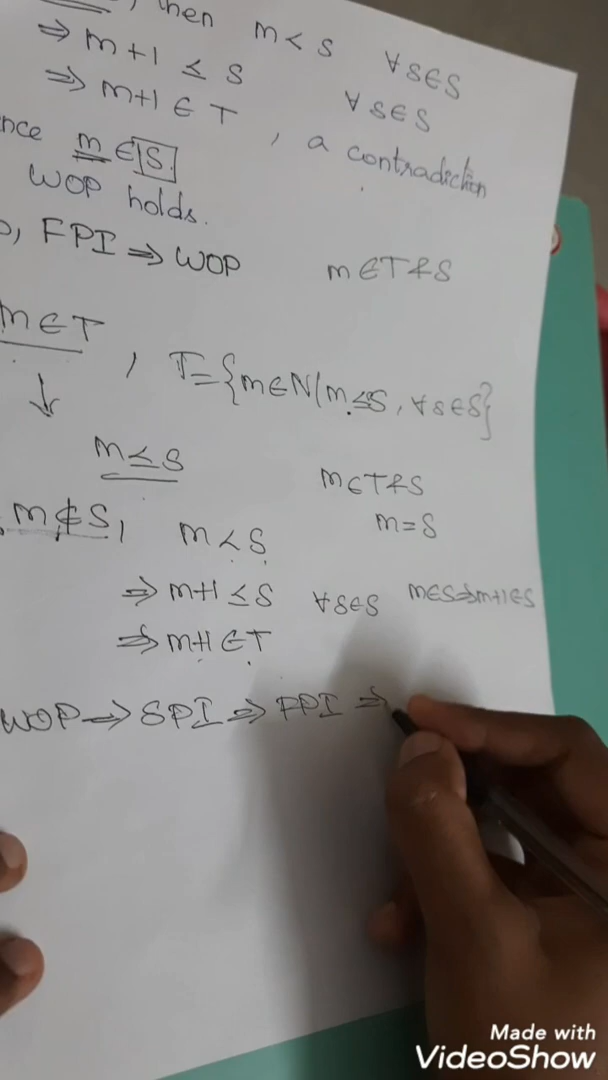 then m < s ∀ s∈S
⇒ m+1 ≤ s ∀ s∈S
⇒ m+1 ∈ T , a contradiction
nce m ∈ S.
WOP holds.
o, FPI ⇒ WOP m∈T & S
m∈T , T={m∈N|m≤s, ∀s∈S}
↓
m≤s m∈T & S
m∉S, m<s m=s
⇒ m+1 ≤ s ∀s∈S m∈S⇒m+1∈S
⇒ m+1 ∈ T
WOP ⇒ SPI ⇒ FPI ⇒
Made with
VideoShow